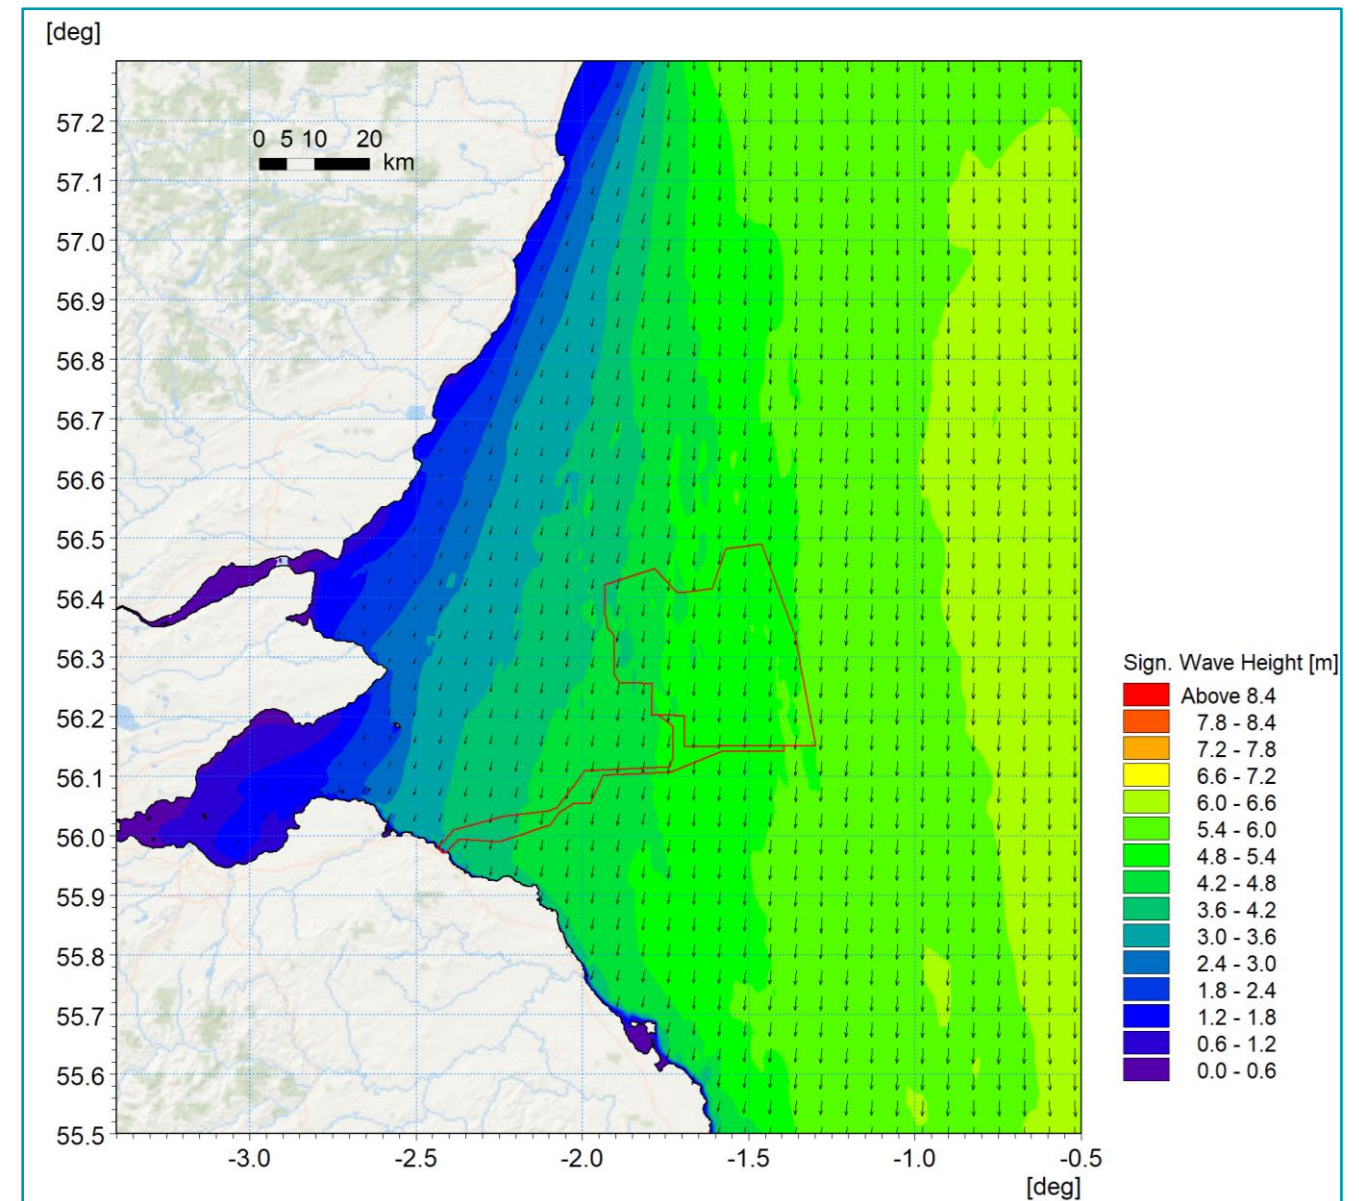 [deg]
57.2
57.1
57.0
56.9
56.8
56.7
56.6
56.5
56.4
56.3
56.2
56.1
56.0
55.9
55.8
55.7
55.6
55.5
0 5 10 20
km
-3.0 -2.5 -2.0 -1.5 -1.0 -0.5
[deg]
Sign. Wave Height [m]
Above 8.4
7.8 - 8.4
7.2 - 7.8
6.6 - 7.2
6.0 - 6.6
5.4 - 6.0
4.8 - 5.4
4.2 - 4.8
3.6 - 4.2
3.0 - 3.6
2.4 - 3.0
1.8 - 2.4
1.2 - 1.8
0.6 - 1.2
0.0 - 0.6